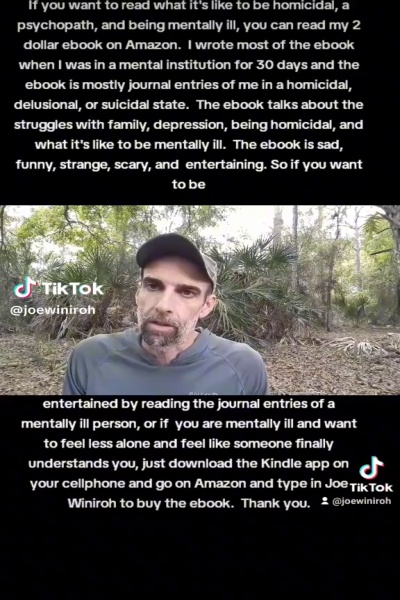 If you want to read what it's like to be homicidal, a
psychopath, and being mentally ill, you can read my 2
dollar ebook on Amazon. I wrote most of the ebook
when I was in a mental institution for 30 days and the
ebook is mostly journal entries of me in a homicidal,
delusional, or suicidal state. The ebook talks about the
struggles with family, depression, being homicidal, and
what it's like to be mentally ill. The ebook is sad,
funny, strange, scary, and entertaining. So if you want
to be
TikTok
@joewiniroh
entertained by reading the journal entries of a
mentally ill person, or if you are mentally ill and want
to feel less alone and feel like someone finally
understands you, just download the Kindle app on
your cellphone and go on Amazon and type in Joe
Winiroh to buy the ebook. Thank you.
TikTok
@joewiniroh